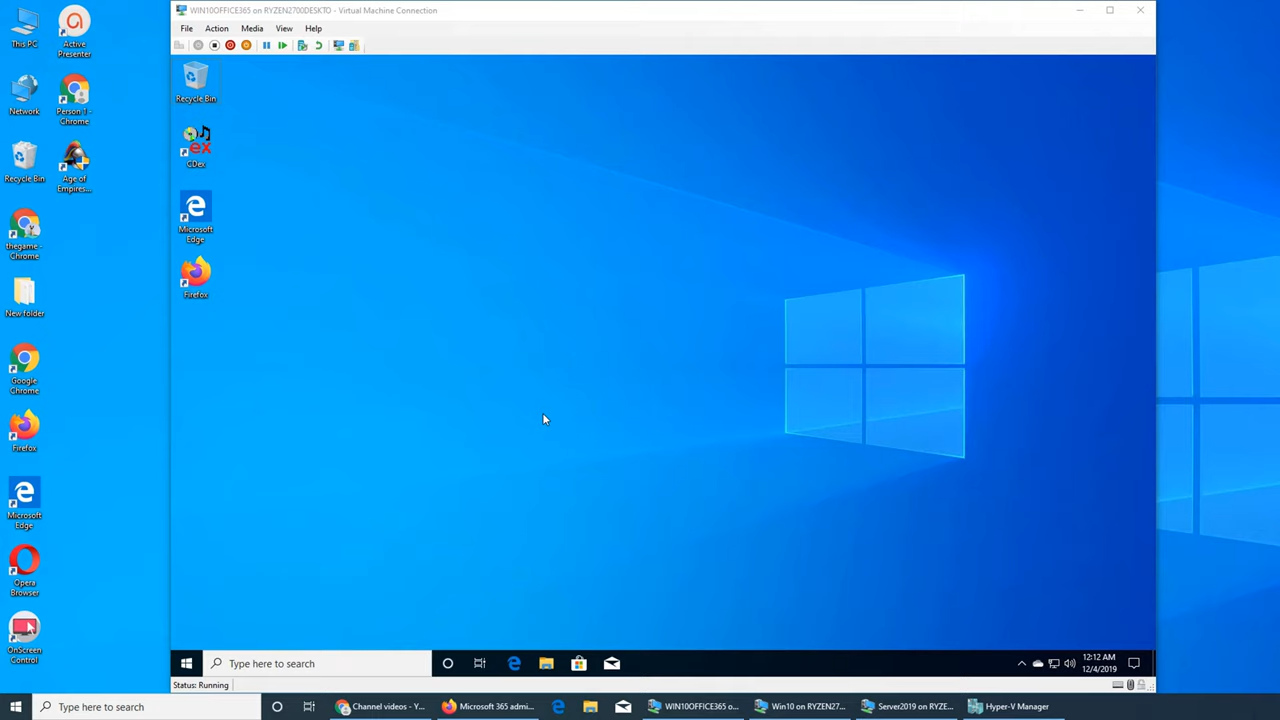 WIN10OFFICE365 on RYZEN2700DESKTO - Virtual Machine Connection
File Action Media View Help
This PC
Active
Presenter
Network
Person 1 -
Chrome
Recycle Bin
Age of
Empires...
thegame -
Chrome
New folder
Google
Chrome
Firefox
Microsoft
Edge
Opera
Browser
OnScreen
Control
Recycle Bin
CDex
Microsoft
Edge
Firefox
Type here to search
12:12 AM
12/4/2019
Status: Running
Type here to search
Channel videos - Y...
Microsoft 365 admi...
WIN10OFFICE365 o...
Win10 on RYZEN27...
Server2019 on RYZE...
Hyper-V Manager